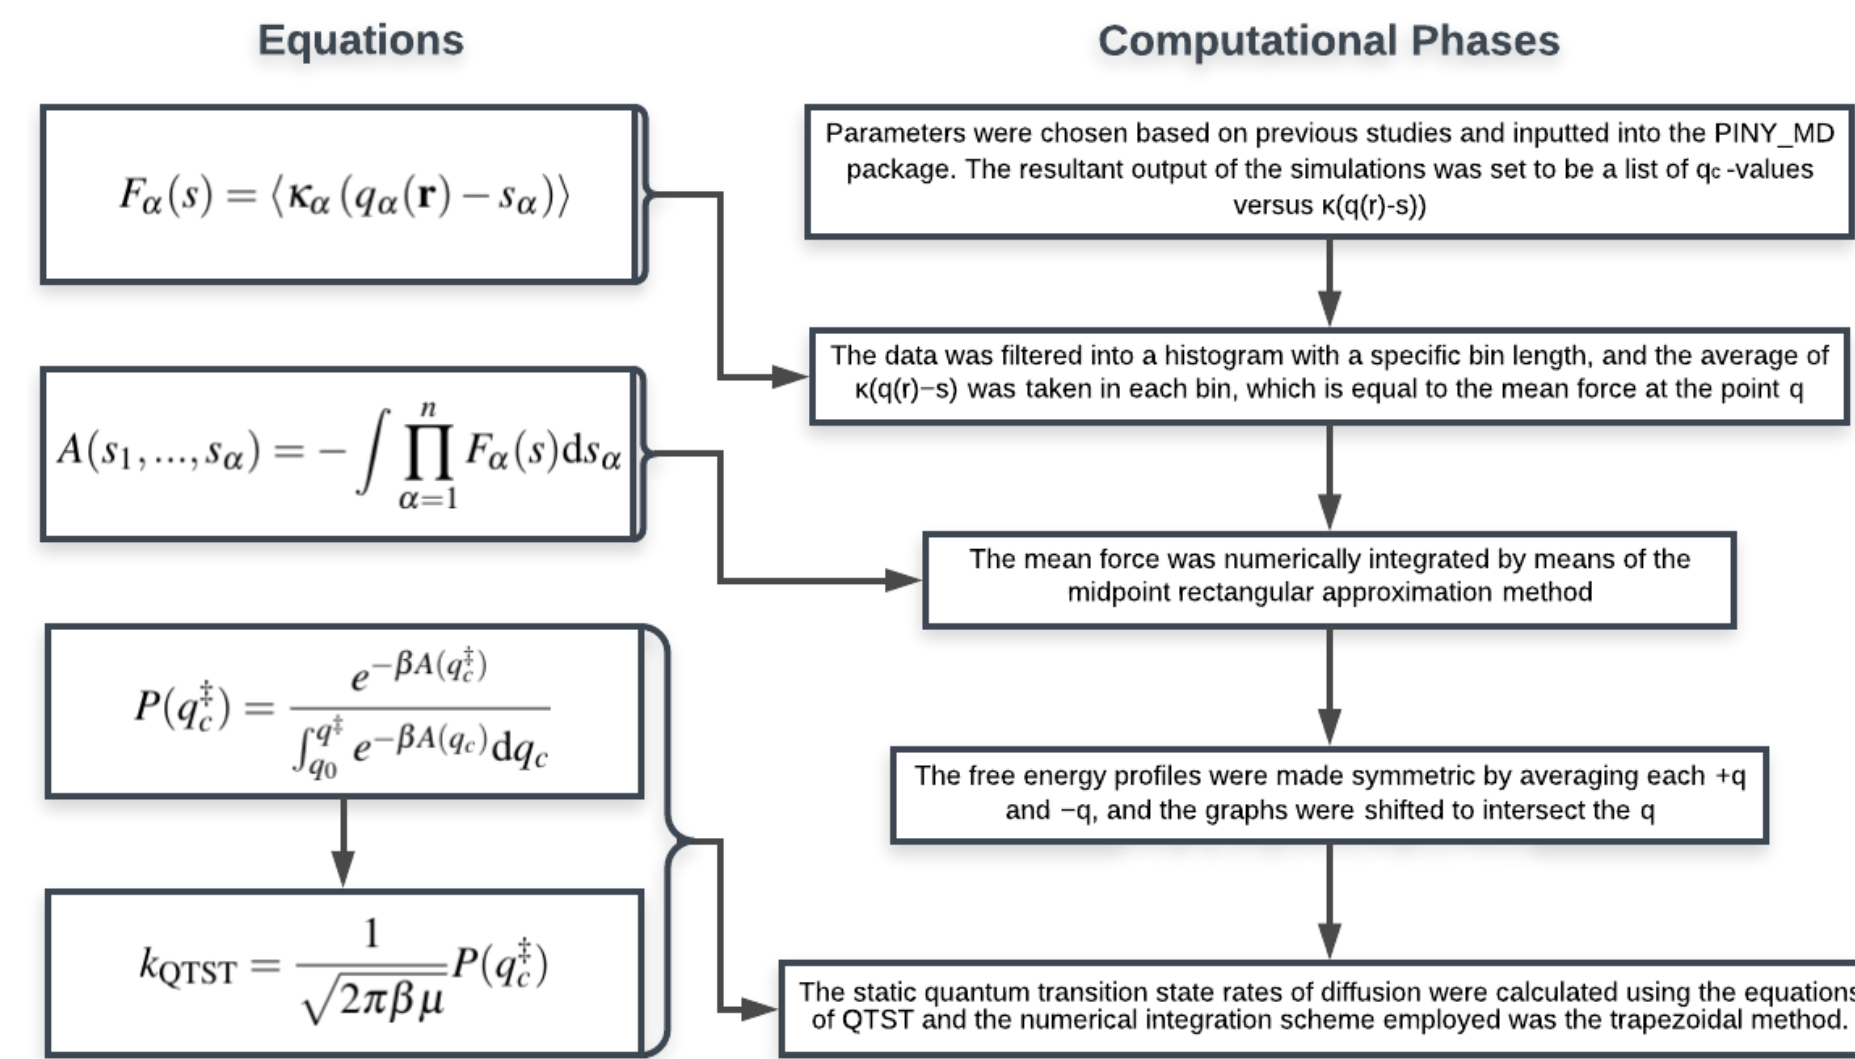 Equations
Computational Phases
Fα(s) = ⟨κα (qα(r) − sα)⟩
Parameters were chosen based on previous studies and inputted into the PINY_MD
package. The resultant output of the simulations was set to be a list of qc -values
versus κ(q(r)-s))
The data was filtered into a histogram with a specific bin length, and the average of
κ(q(r)−s) was taken in each bin, which is equal to the mean force at the point q
A(s1, ..., sα) = − ∫ ∏_{α=1}^{n} Fα(s)dsα
The mean force was numerically integrated by means of the
midpoint rectangular approximation method
P(q_c^‡) = e^{−βA(q_c^‡)} / ∫_{q0}^{q^‡} e^{−βA(q_c)} dq_c
The free energy profiles were made symmetric by averaging each +q
and −q, and the graphs were shifted to intersect the q
k_QTST = 1 / √(2πβμ) P(q_c^‡)
The static quantum transition state rates of diffusion were calculated using the equations
of QTST and the numerical integration scheme employed was the trapezoidal method.